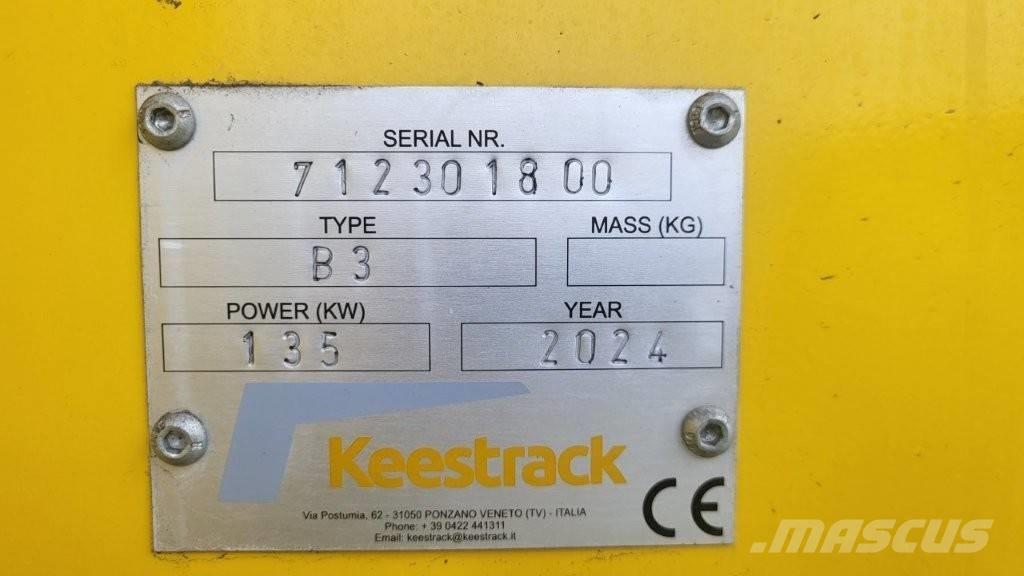 SERIAL NR.
7123018 00
TYPE MASS (KG)
B3
POWER (KW) YEAR
135 2024
Keestrack
Via Postumia, 62 - 31050 PONZANO VENETO (TV) - ITALIA
Phone: + 39 0422 441311
Email: keestrack@keestrack.it
CE
.MASCUS